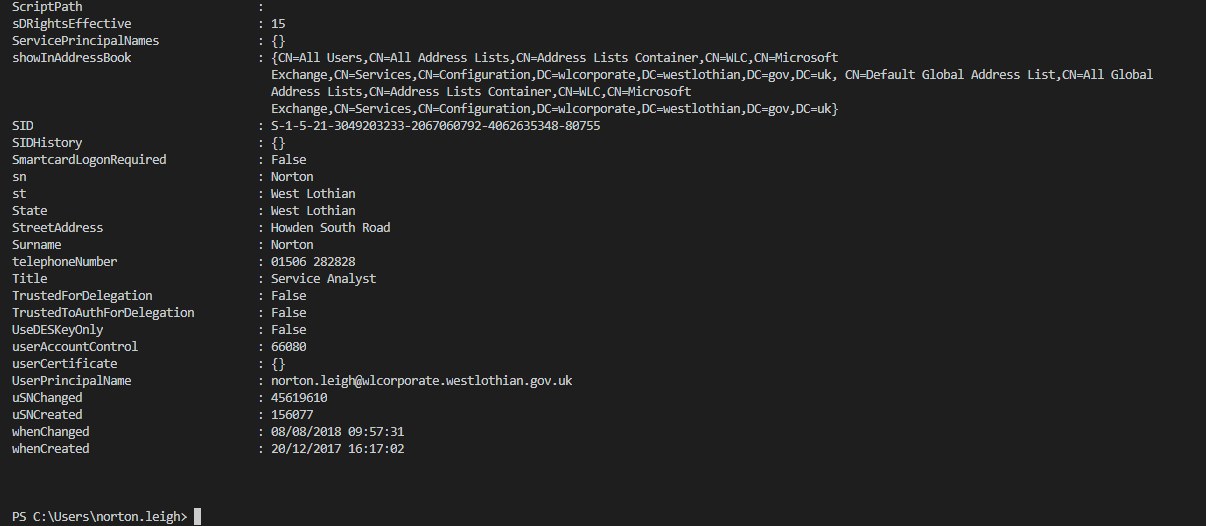 ScriptPath :
sDRightsEffective : 15
ServicePrincipalNames : {}
showInAddressBook : {CN=All Users,CN=All Address Lists,CN=Address Lists Container,CN=WLC,CN=Microsoft
Exchange,CN=Services,CN=Configuration,DC=wlcorporate,DC=westlothian,DC=gov,DC=uk, CN=Default Global Address List,CN=All Global
Address Lists,CN=Address Lists Container,CN=WLC,CN=Microsoft
Exchange,CN=Services,CN=Configuration,DC=wlcorporate,DC=westlothian,DC=gov,DC=uk}
SID : S-1-5-21-3049203233-2067060792-4062635348-80755
SIDHistory : {}
SmartcardLogonRequired : False
sn : Norton
st : West Lothian
State : West Lothian
StreetAddress : Howden South Road
Surname : Norton
telephoneNumber : 01506 282828
Title : Service Analyst
TrustedForDelegation : False
TrustedToAuthForDelegation : False
UseDESKeyOnly : False
userAccountControl : 66080
userCertificate : {}
UserPrincipalName : norton.leigh@wlcorporate.westlothian.gov.uk
uSNChanged : 45619610
uSNCreated : 156077
whenChanged : 08/08/2018 09:57:31
whenCreated : 20/12/2017 16:17:02
PS C:\Users\norton.leigh>